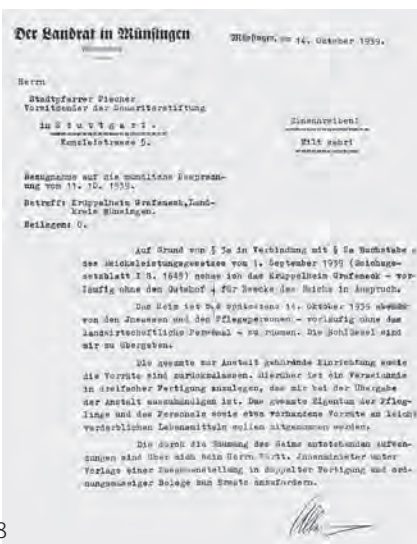 Der Landrat in Münsingen
Münsingen, den 14. Oktober 1939.
Herrn
Stadtpfarrer Fischer
Vorsitzender der Samariterstiftung
in Stuttgart.
Kanzleistrasse 5.
Einschreiben!
Eilt sehr!
Bezugnahme auf die mündliche Besprech-
ung vom 11. 10. 1939.
Betreff: Krüppelheim Grafeneck, Land-
kreis Münsingen.
Beilagen: 0.
Auf Grund von § 3a in Verbindung mit § 2a Buchstabe
des Reichsleistungsgesetzes vom 1. September 1939 (Reichsge-
setzblatt I S. 1645) nehme ich das Krüppelheim Grafeneck - vor-
läufig ohne den Gutshof - für Zwecke des Reichs in Anspruch.
Das Heim ist bis spätestens 14. Oktober 1939
von den Insassen und den Pflegepersonen - vorläufig ohne das
landwirtschaftliche Personal - zu räumen. Die Schlüssel sind
mir zu übergeben.
Die gesamte zur Anstalt gehörende Einrichtung sowie
die Vorräte sind zurückzulassen. Hierüber ist ein Verzeichnis
in dreifacher Fertigung anzulegen, das mir bei der Übergabe
der Anstalt auszuhändigen ist. Das gesamte Eigentum der Pfleg-
linge und des Personals sowie etwa vorhandene Vorräte an leicht
verderblichen Lebensmitteln sollen mitgenommen werden.
Die durch die Räumung des Heims entstehenden Aufwen-
dungen sind über mich beim Herrn Württ. Innenminister unter
Vorlage einer Zusammenstellung in doppelter Fertigung und ord-
nungsmässiger Belege zum Ersatz anzufordern.
8